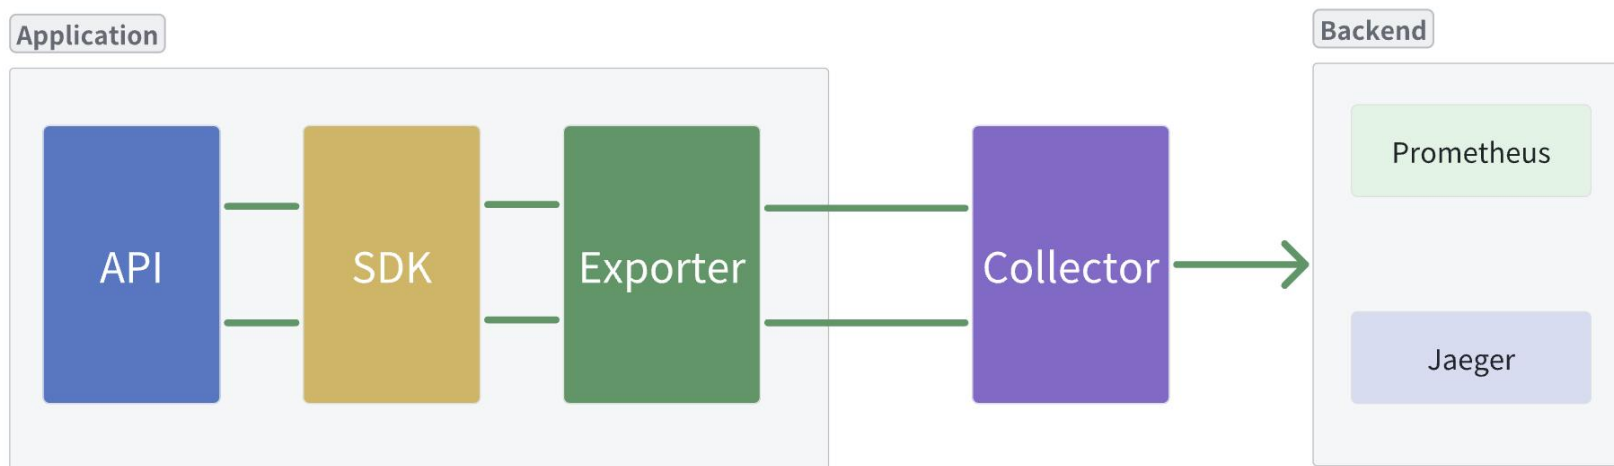 Application
Backend
API
SDK
Exporter
Collector
Prometheus
Jaeger